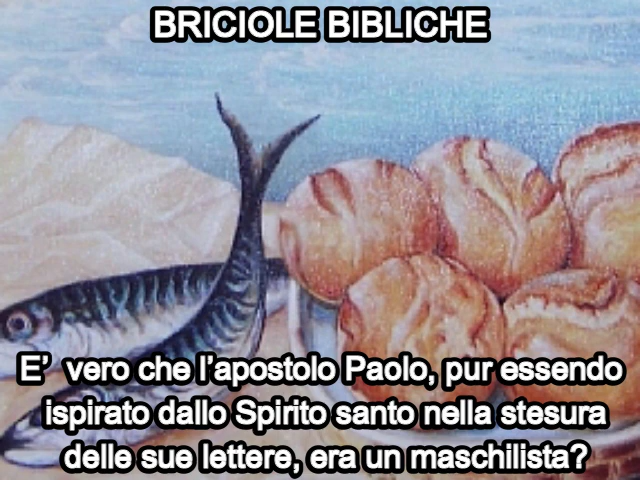 BRICIOLE BIBLICHE
E'  vero che l'apostolo Paolo, pur essendo
ispirato dallo Spirito santo nella stesura
delle sue lettere, era un maschilista?